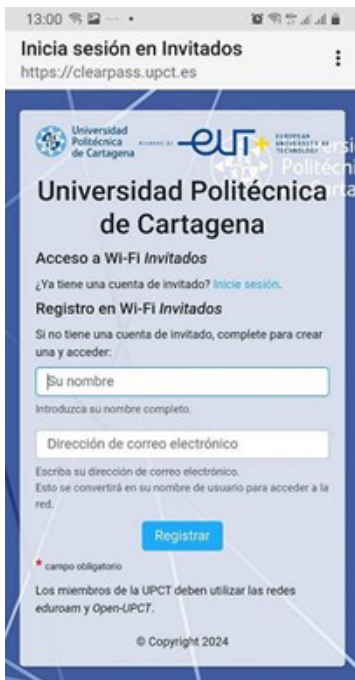 13:00
Inicia sesión en Invitados
https://clearpass.upct.es
Universidad
Politécnica
de Cartagena
eut+
EUROPEAN
UNIVERSITY OF
TECHNOLOGY
Universidad Politécnica
de Cartagena
Acceso a Wi-Fi Invitados
¿Ya tiene una cuenta de invitado? Inicie sesión.
Registro en Wi-Fi Invitados
Si no tiene una cuenta de invitado, complete para crear
una y acceder:
Su nombre
Introduzca su nombre completo.
Dirección de correo electrónico
Escriba su dirección de correo electrónico.
Esto se convertirá en su nombre de usuario para acceder a la
red.
Registrar
* campo obligatorio
Los miembros de la UPCT deben utilizar las redes
eduroam y Open-UPCT.
© Copyright 2024